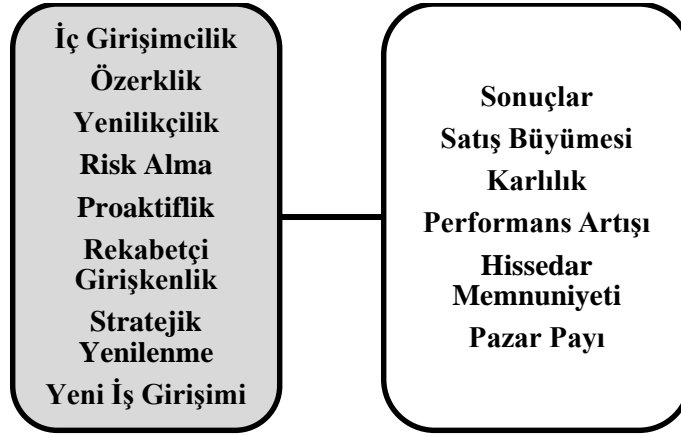 İç Girişimcilik
Özerklik
Yenilikçilik
Risk Alma
Proaktiflik
Rekabetçi
Girişkenlik
Stratejik
Yenilenme
Yeni İş Girişimi
Sonuçlar
Satış Büyümesi
Karlılık
Performans Artışı
Hissedar
Memnuniyeti
Pazar Payı